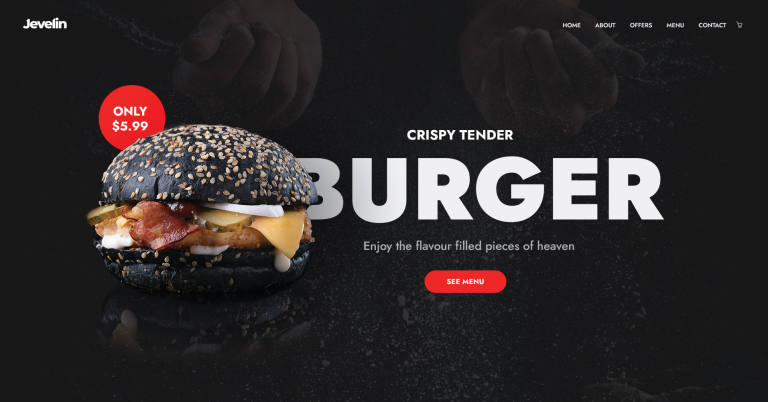 Jevelin
HOME ABOUT OFFERS MENU CONTACT
ONLY
$5.99
CRISPY TENDER
BURGER
Enjoy the flavour filled pieces of heaven
SEE MENU